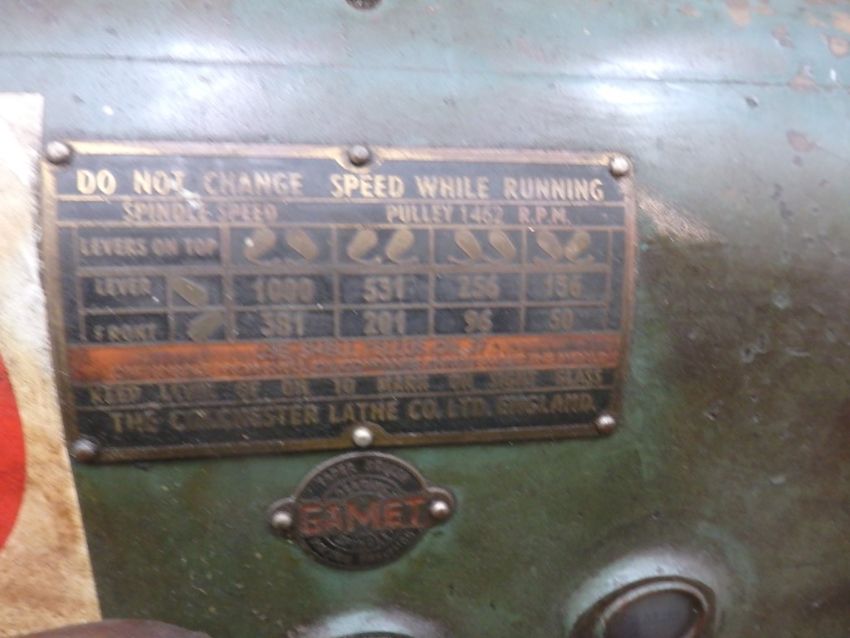 DO NOT CHANGE SPEED WHILE RUNNING
SPINDLE SPEED PULLEY 1462 R.P.M.
LEVERS ON TOP
LEVER 1000 531 256 136
FRONT 381 201 96 50
KEEP LEVEL OF OIL TO MARK ON SIGHT GLASS
THE COLCHESTER LATHE CO. LTD. ENGLAND.
GAMET